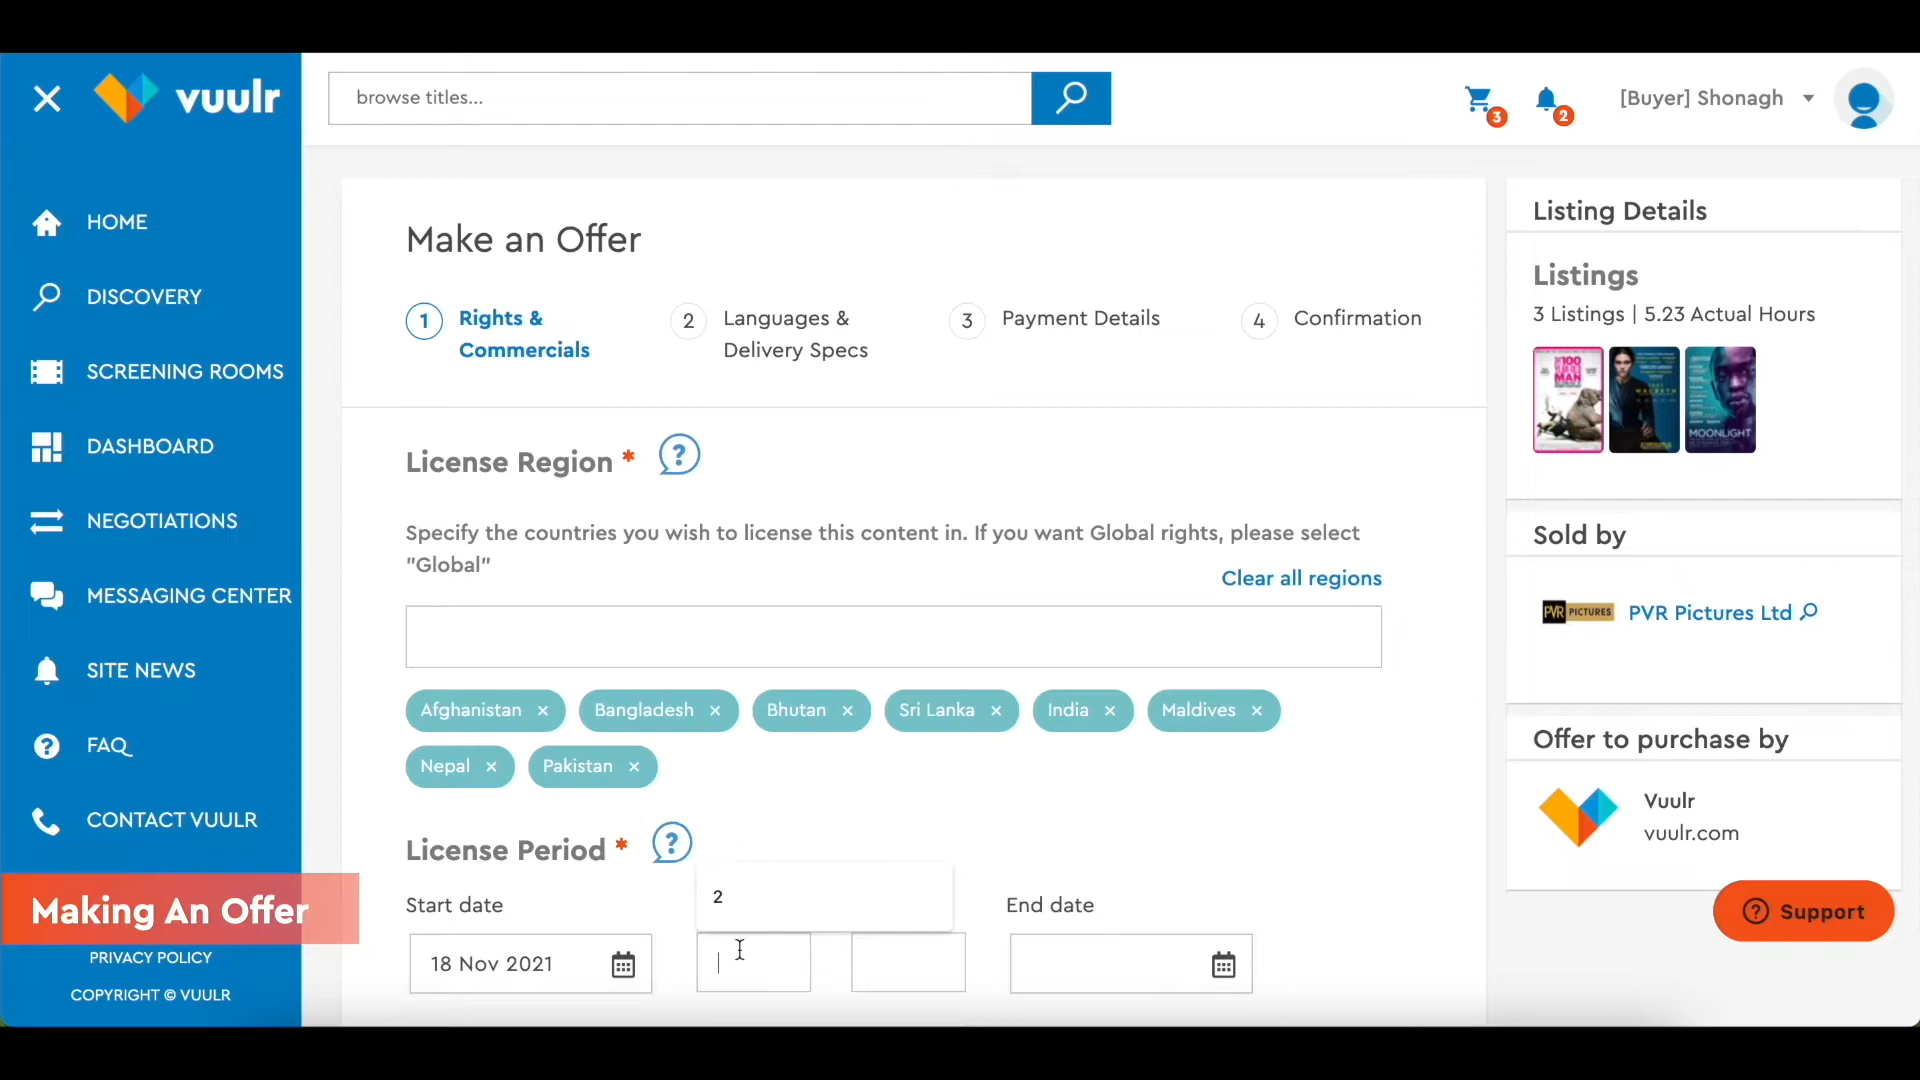 vuulr
browse titles...
3
2
[Buyer] Shonagh
HOME
DISCOVERY
SCREENING ROOMS
DASHBOARD
NEGOTIATIONS
MESSAGING CENTER
SITE NEWS
FAQ
CONTACT VUULR
Making An Offer
PRIVACY POLICY
COPYRIGHT © VUULR
Make an Offer
1 Rights & Commercials
2 Languages & Delivery Specs
3 Payment Details
4 Confirmation
License Region * ?
Specify the countries you wish to license this content in. If you want Global rights, please select
"Global"
Clear all regions
Afghanistan × Bangladesh × Bhutan × Sri Lanka × India × Maldives ×
Nepal × Pakistan ×
License Period * ?
2
Start date
End date
18 Nov 2021
Listing Details
Listings
3 Listings | 5.23 Actual Hours
100
MAN
MACBETH
MOONLIGHT
Sold by
PVR PICTURES
PVR Pictures Ltd
Offer to purchase by
Vuulr
vuulr.com
? Support